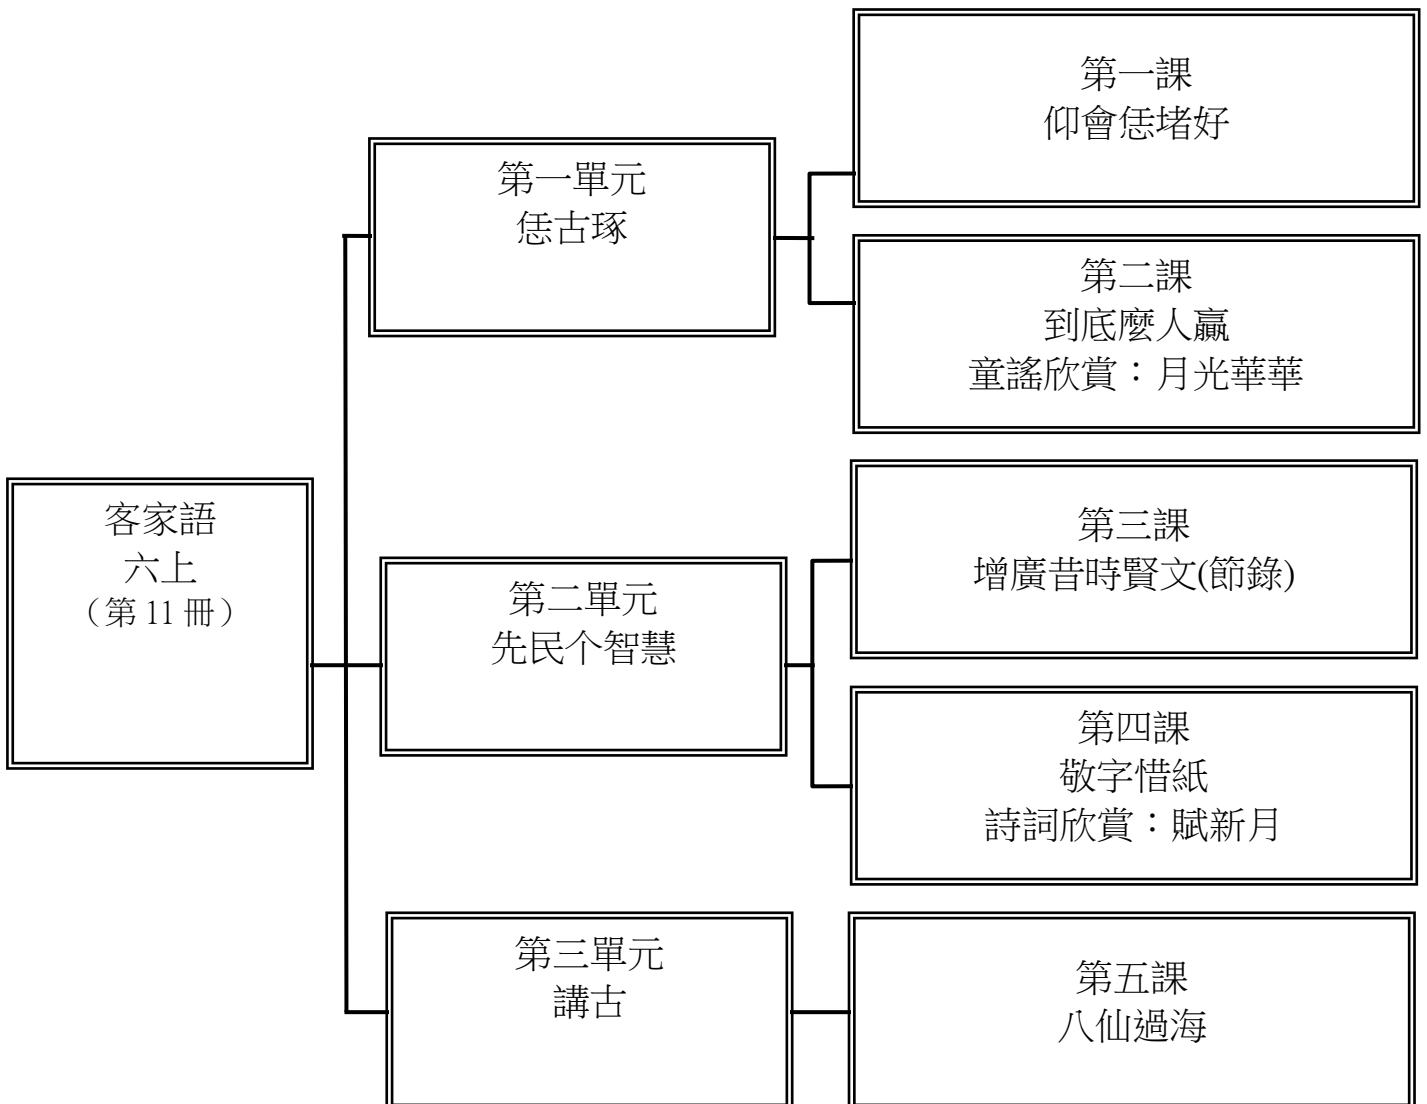 客家語
六上
（第 11 冊）
第一單元
恁古琢
第一課
仰會恁堵好
第二課
到底麼人贏
童謠欣賞：月光華華
第二單元
先民个智慧
第三課
增廣昔時賢文(節錄)
第四課
敬字惜紙
詩詞欣賞：賦新月
第三單元
講古
第五課
八仙過海